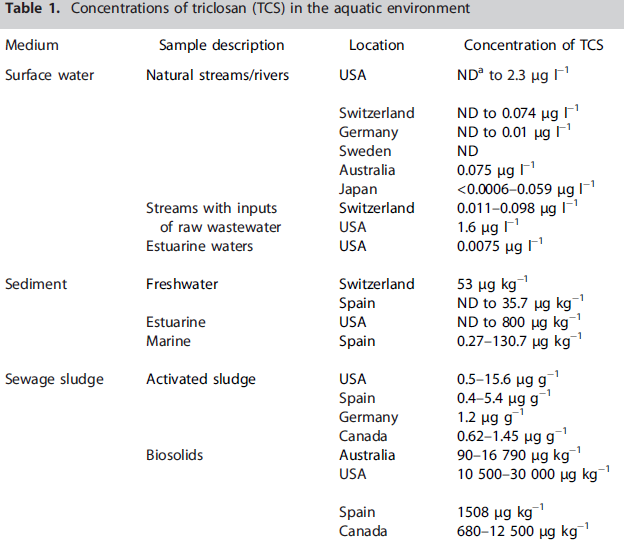 Table 1. Concentrations of triclosan (TCS) in the aquatic environment
Medium Sample description Location Concentration of TCS
Surface water Natural streams/rivers USA NDᵃ to 2.3 μg l⁻¹
Switzerland ND to 0.074 μg l⁻¹
Germany ND to 0.01 μg l⁻¹
Sweden ND
Australia 0.075 μg l⁻¹
Japan <0.0006–0.059 μg l⁻¹
Streams with inputs Switzerland 0.011–0.098 μg l⁻¹
of raw wastewater USA 1.6 μg l⁻¹
Estuarine waters USA 0.0075 μg l⁻¹
Sediment Freshwater Switzerland 53 μg kg⁻¹
Spain ND to 35.7 μg kg⁻¹
Estuarine USA ND to 800 μg kg⁻¹
Marine Spain 0.27–130.7 μg kg⁻¹
Sewage sludge Activated sludge USA 0.5–15.6 μg g⁻¹
Spain 0.4–5.4 μg g⁻¹
Germany 1.2 μg g⁻¹
Canada 0.62–1.45 μg g⁻¹
Biosolids Australia 90–16 790 μg kg⁻¹
USA 10 500–30 000 μg kg⁻¹
Spain 1508 μg kg⁻¹
Canada 680–12 500 μg kg⁻¹